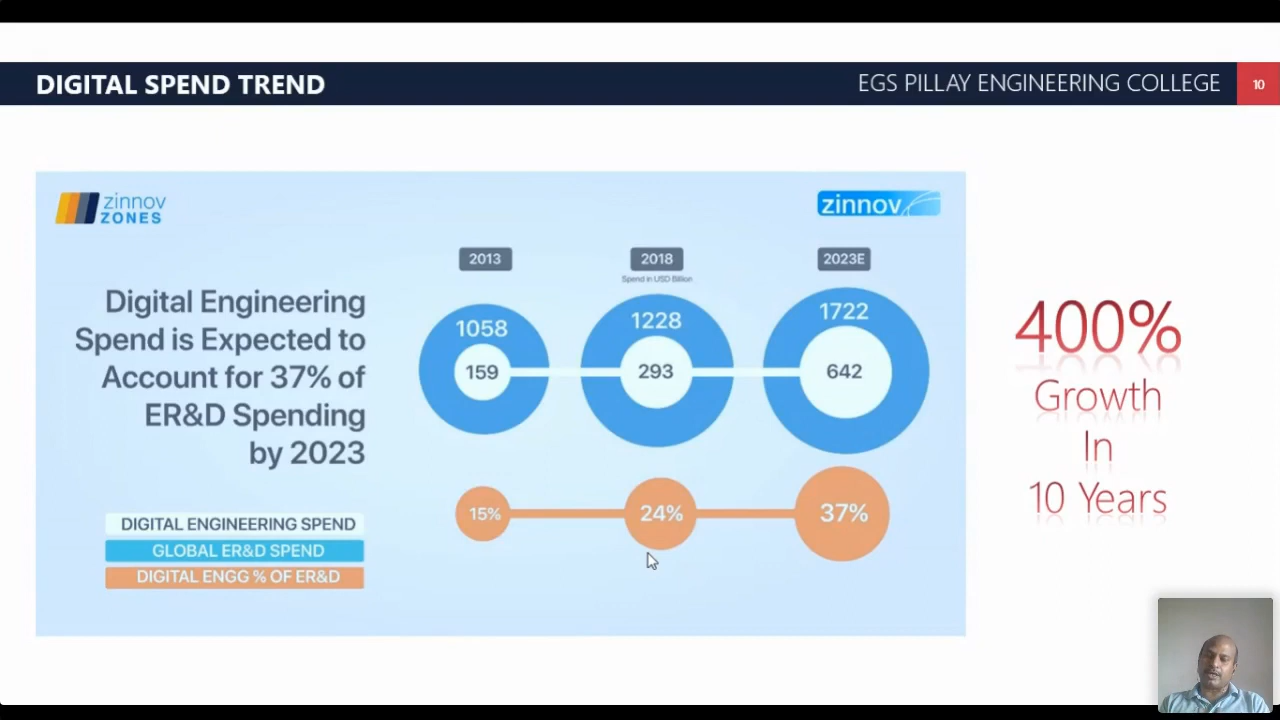 DIGITAL SPEND TREND
EGS PILLAY ENGINEERING COLLEGE
10
zinnov
ZONES
zinnov
Digital Engineering
Spend is Expected to
Account for 37% of
ER&D Spending
by 2023
DIGITAL ENGINEERING SPEND
GLOBAL ER&D SPEND
DIGITAL ENGG % OF ER&D
2013
2018
2023E
Spend in USD Billion
1058
1228
1722
159
293
642
15%
24%
37%
400%
Growth
In
10 Years